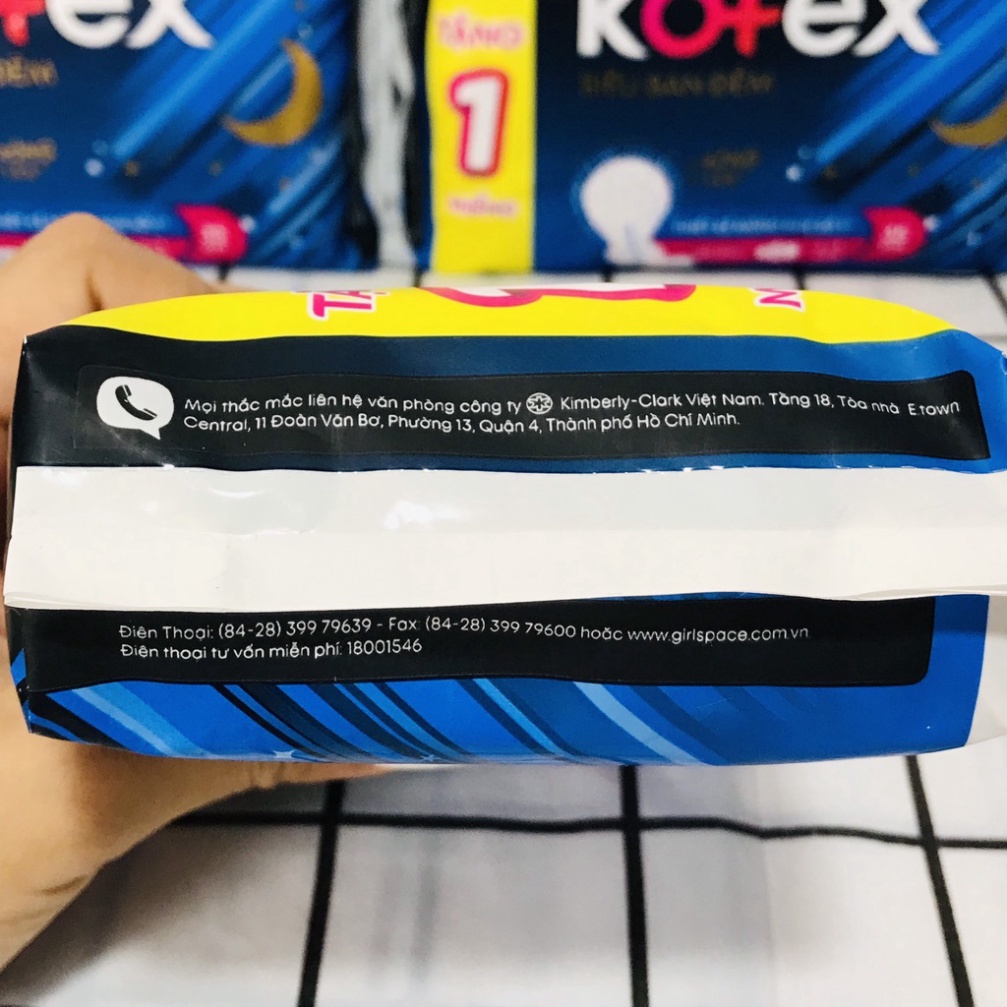 Kotex
TẶNG
1
MIẾNG
SIÊU BAN ĐÊM
Mọi thắc mắc liên hệ văn phòng công ty Kimberly-Clark Việt Nam. Tầng 18, Tòa nhà E.town
Central, 11 Đoàn Văn Bơ, Phường 13, Quận 4, Thành phố Hồ Chí Minh.
Điện Thoại: (84-28) 399 79639 - Fax: (84-28) 399 79600 hoặc www.girlspace.com.vn
Điện thoại tư vấn miễn phí: 18001546